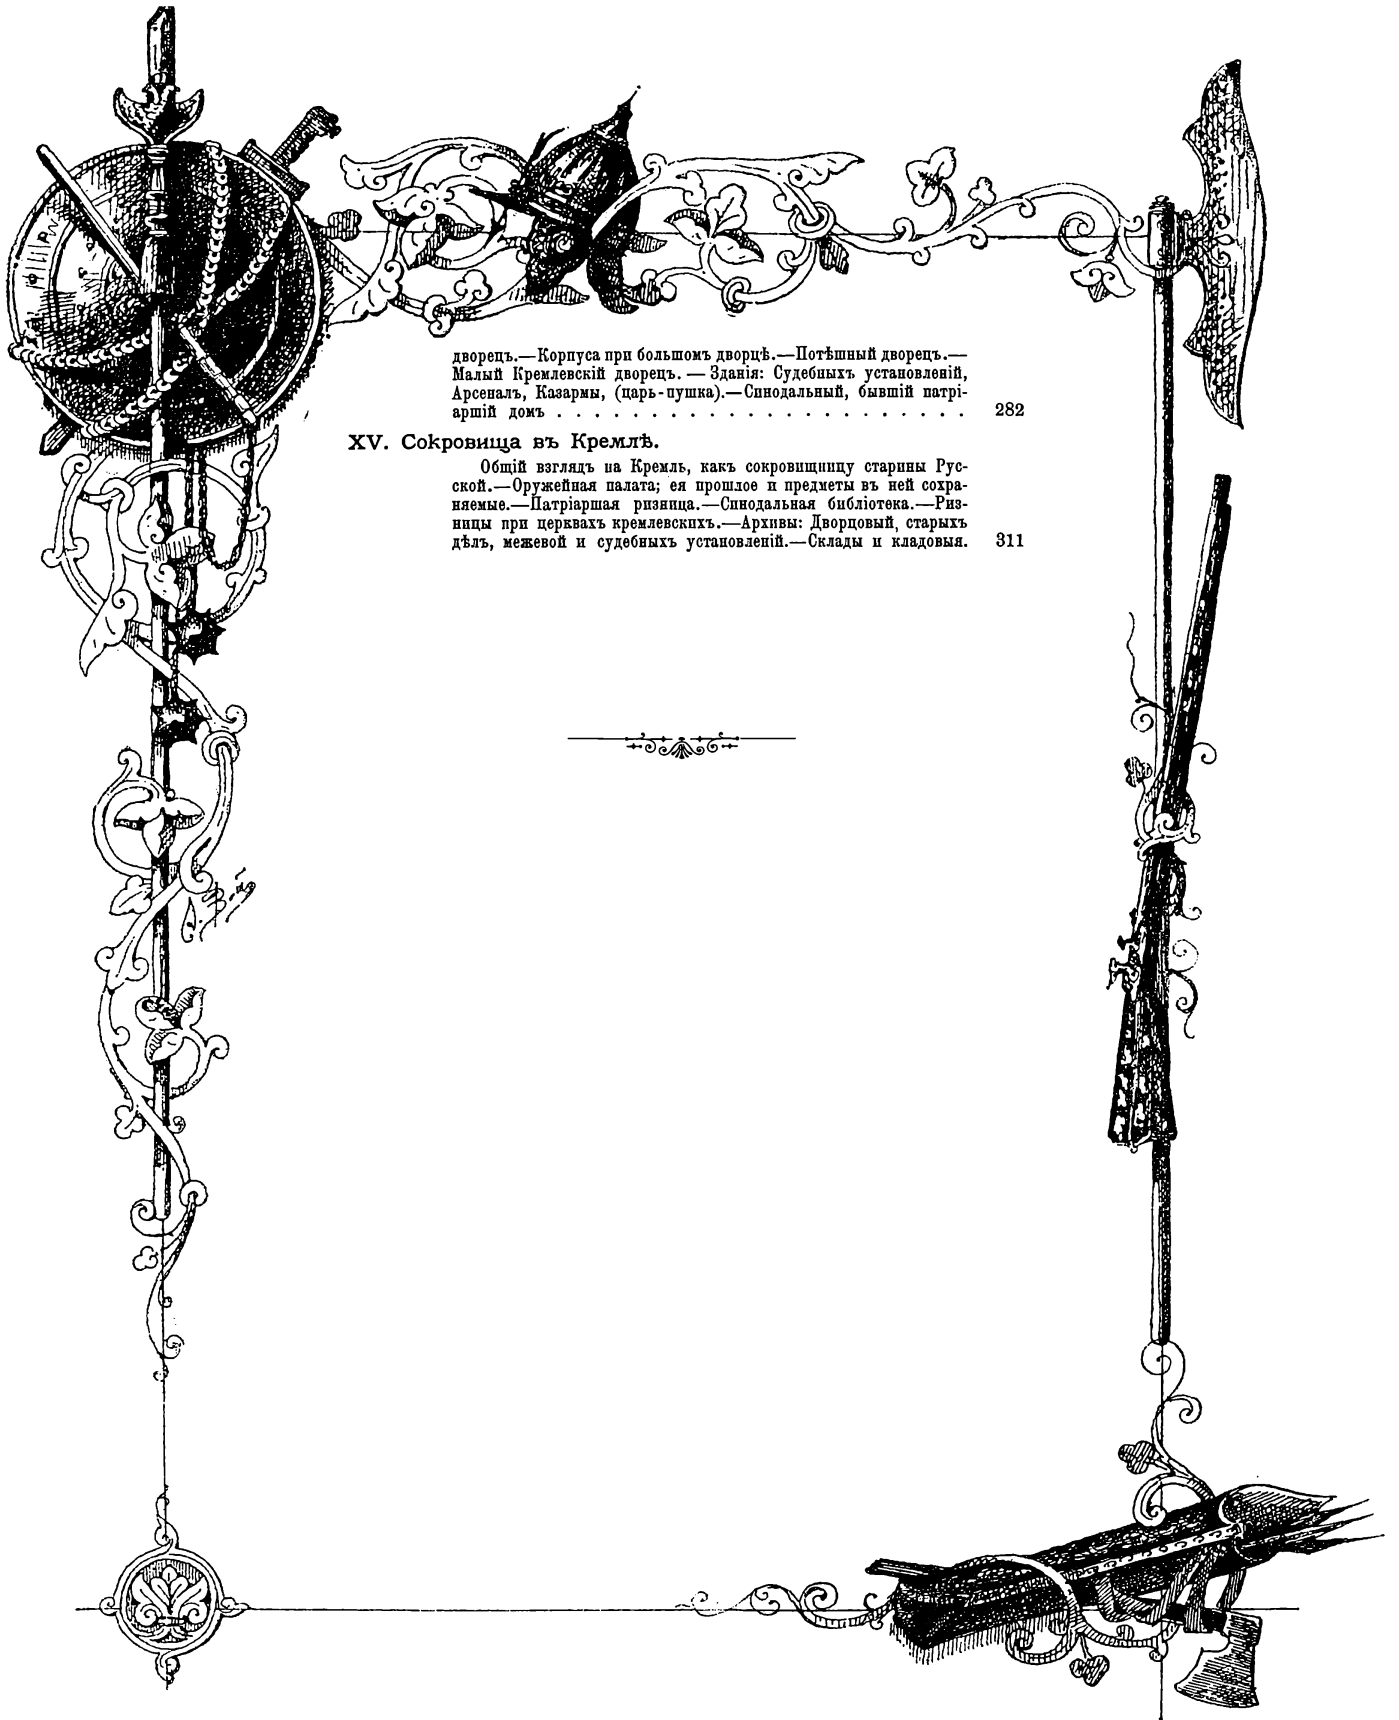 дворецъ.—Корпуса при большомъ дворцѣ.—Потѣшный дворецъ.—
Малый Кремлевскій дворецъ. — Зданія: Судебныхъ установленій,
Арсеналъ, Казармы, (царь-пушка).—Синодальный, бывшій патрі-
аршій домъ . . . . . . . . . . . . . . . . . . . . . . . 282
XV. Сокровища въ Кремлѣ.
Общій взглядъ на Кремль, какъ сокровищницу старины Рус-
ской.—Оружейная палата; ея прошлое и предметы въ ней сохра-
няемые.—Патріаршая ризница.—Синодальная библіотека.—Риз-
ницы при церквахъ кремлевскихъ.—Архивы: Дворцовый, старыхъ
дѣлъ, межевой и судебныхъ установленій.—Склады и кладовыя. 311